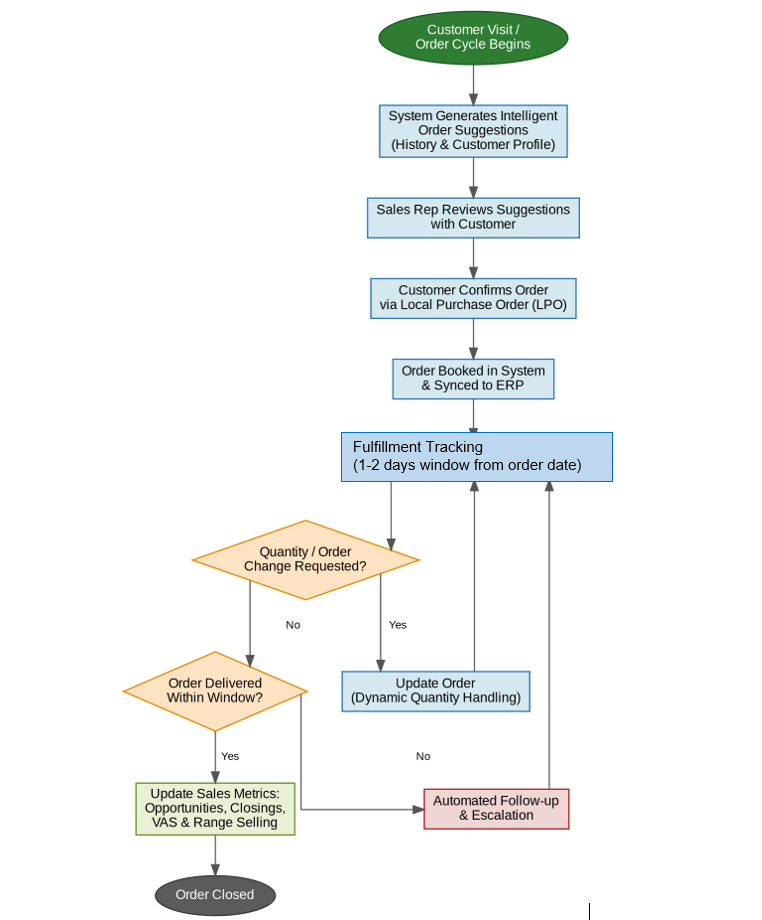 Customer Visit /
Order Cycle Begins
System Generates Intelligent
Order Suggestions
(History & Customer Profile)
Sales Rep Reviews Suggestions
with Customer
Customer Confirms Order
via Local Purchase Order (LPO)
Order Booked in System
& Synced to ERP
Fulfillment Tracking
(1-2 days window from order date)
Quantity / Order
Change Requested?
No
Yes
Order Delivered
Within Window?
Update Order
(Dynamic Quantity Handling)
Yes
No
Update Sales Metrics:
Opportunities, Closings,
VAS & Range Selling
Automated Follow-up
& Escalation
Order Closed